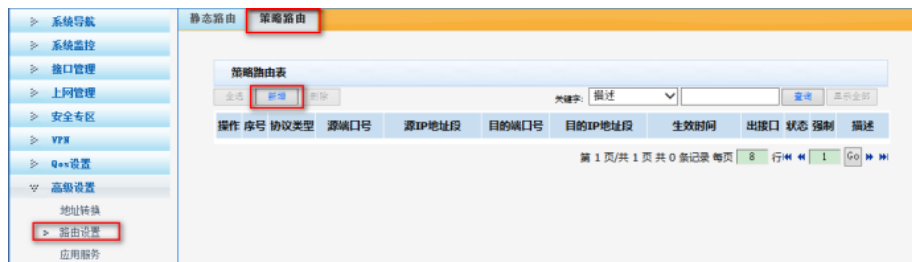 系统导航
系统监控
接口管理
上网管理
安全专区
VPN
Qos设置
高级设置
地址转换
路由设置
应用服务
静态路由 策略路由
策略路由表
全选 新增 删除 关键字: 描述 查询 显示全部
操作 序号 协议类型 源端口号 源IP地址段 目的端口号 目的IP地址段 生效时间 出接口 状态 强制 描述
第 1 页/共 1 页 共 0 条记录 每页 8 行 1 Go